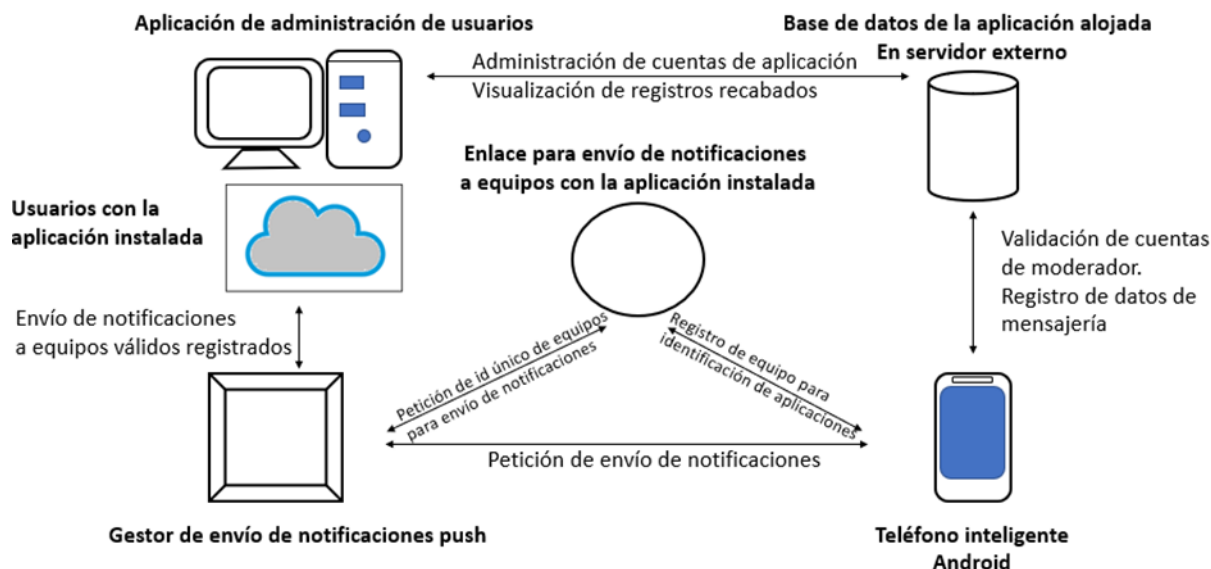 Aplicación de administración de usuarios
Base de datos de la aplicación alojada
En servidor externo
Administración de cuentas de aplicación
Visualización de registros recabados
Enlace para envío de notificaciones
a equipos con la aplicación instalada
Usuarios con la
aplicación instalada
Validación de cuentas
de moderador.
Registro de datos de
mensajería
Envío de notificaciones
a equipos válidos registrados
Petición de id único de equipos
para envío de notificaciones
Registro de equipo para
identificación de aplicaciones
Petición de envío de notificaciones
Gestor de envío de notificaciones push
Teléfono inteligente
Android